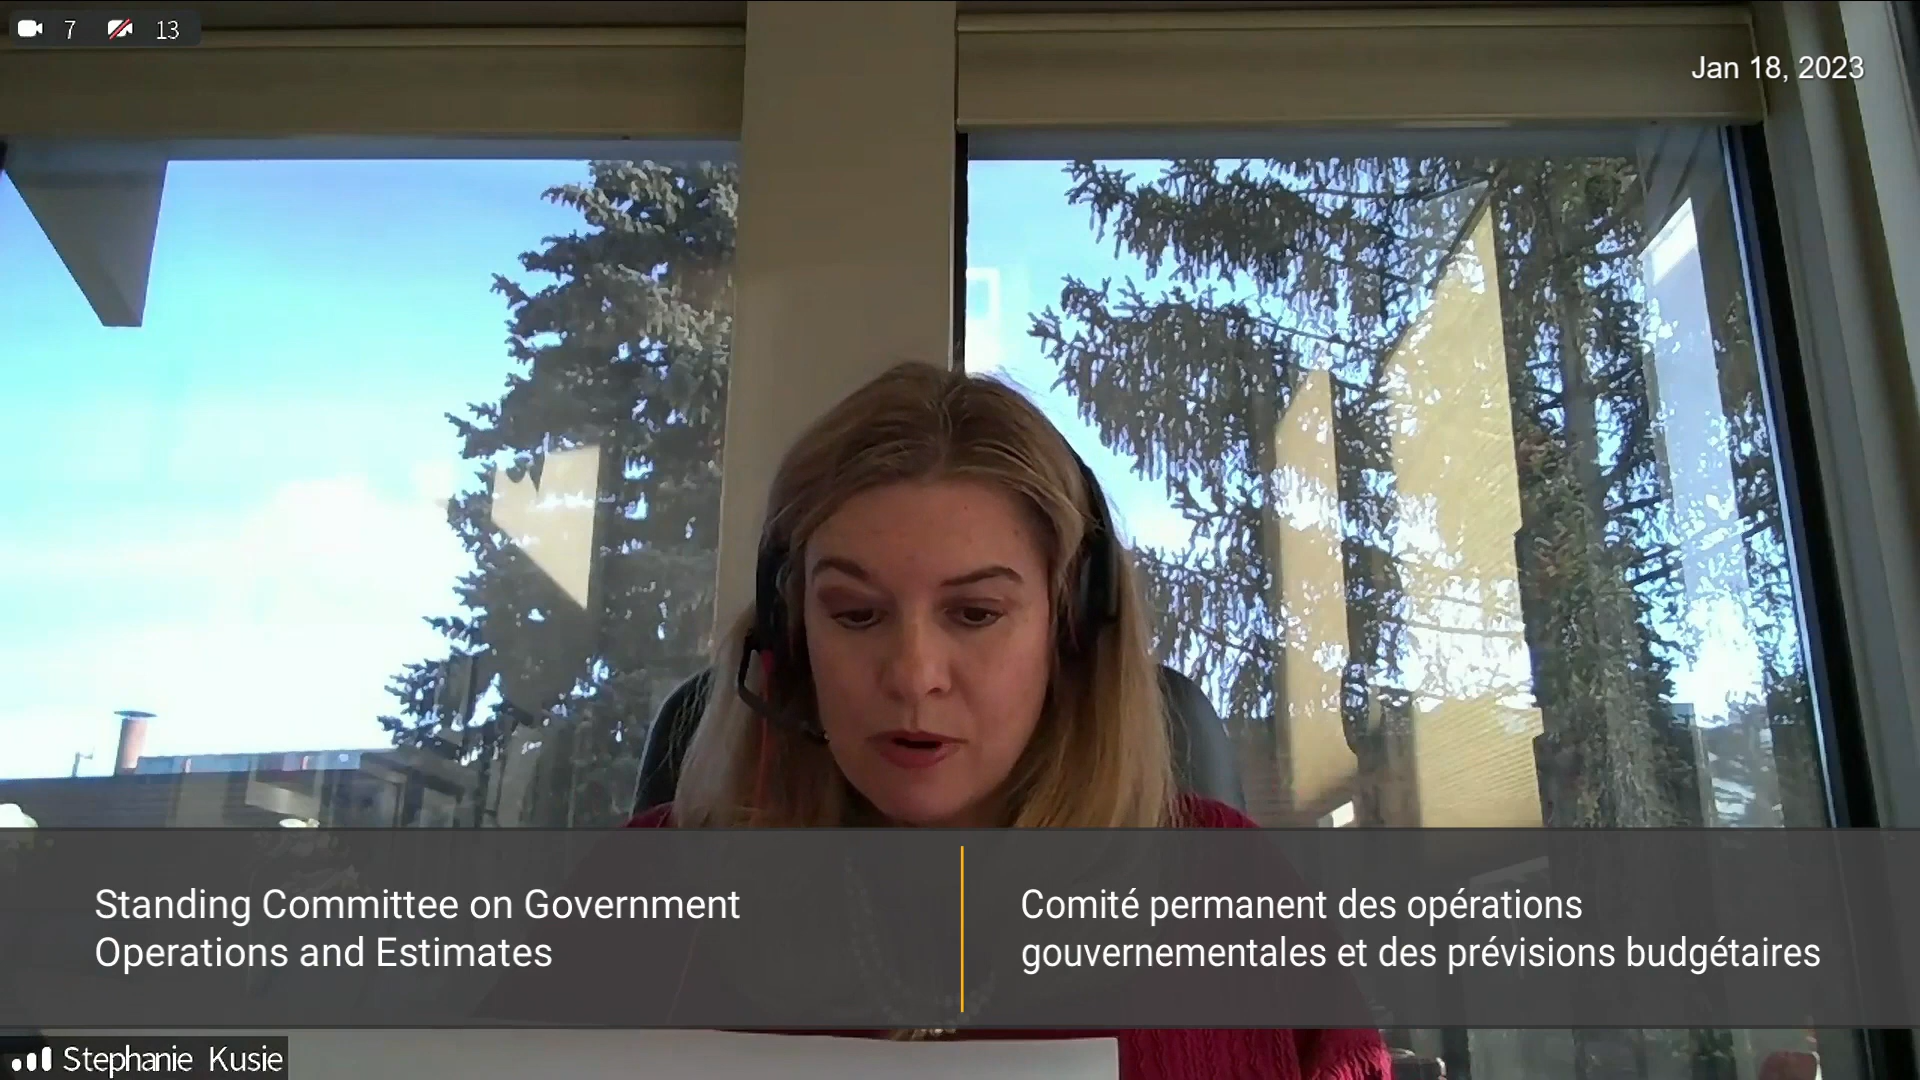 7 13
Jan 18, 2023
Standing Committee on Government
Operations and Estimates
Comité permanent des opérations
gouvernementales et des prévisions budgétaires
Stephanie Kusie